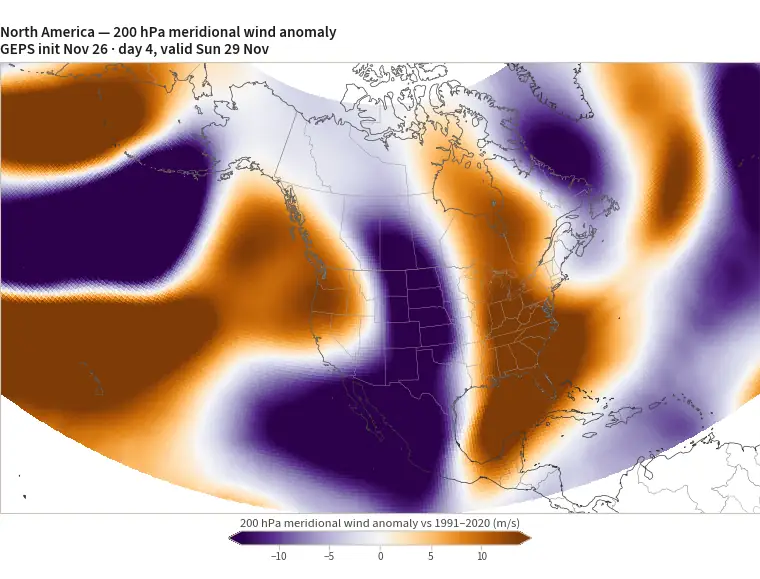 North America — 200 hPa meridional wind anomaly
GEPS init Nov 26 · day 4, valid Sun 29 Nov
200 hPa meridional wind anomaly vs 1991–2020 (m/s)
−10 −5 0 5 10